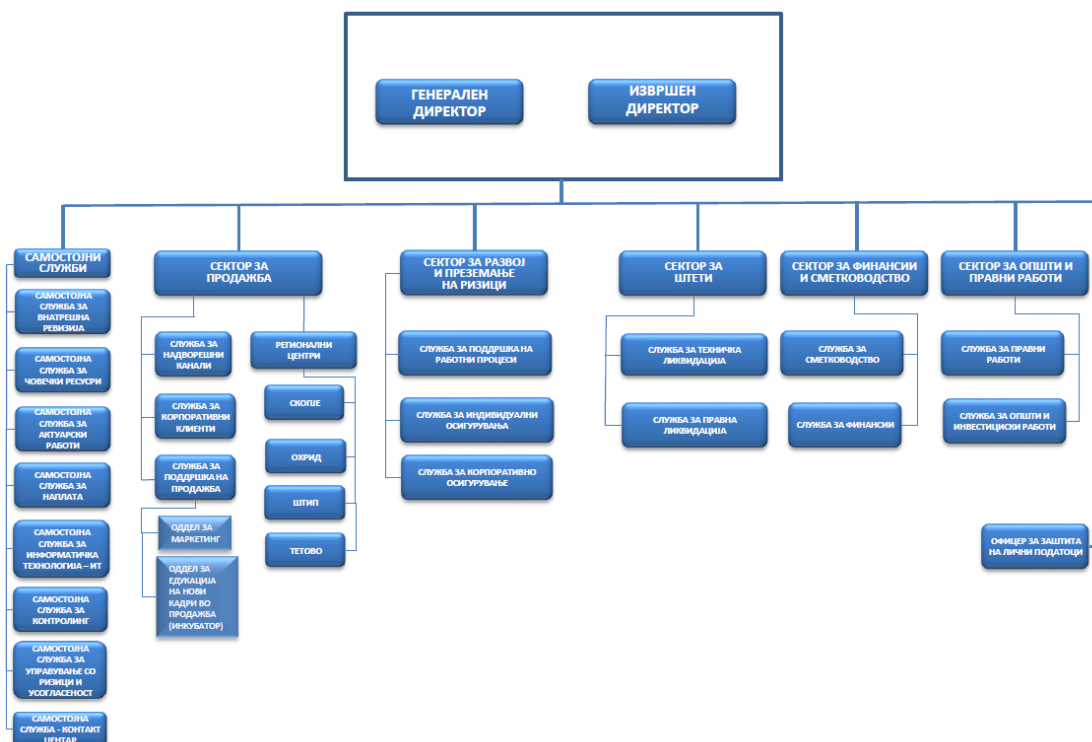 ГЕНЕРАЛЕН
ДИРЕКТОР
ИЗВРШЕН
ДИРЕКТОР
САМОСТОЈНИ
СЛУЖБИ
САМОСТОЈНА
СЛУЖБА ЗА
ВНАТРЕШНА
РЕВИЗИЈА
САМОСТОЈНА
СЛУЖБА ЗА
ЧОВЕЧКИ РЕСУСРИ
САМОСТОЈНА
СЛУЖБА ЗА
АКТУАРСКИ
РАБОТИ
САМОСТОЈНА
СЛУЖБА ЗА
НАПЛАТА
САМОСТОЈНА
СЛУЖБА ЗА
ИНФОРМАТИЧКА
ТЕХНОЛОГИЈА – ИТ
САМОСТОЈНА
СЛУЖБА ЗА
КОНТРОЛИНГ
САМОСТОЈНА
СЛУЖБА ЗА
УПРАВУВАЊЕ СО
РИЗИЦИ И
УСОГЛАСЕНОСТ
САМОСТОЈНА
СЛУЖБА - КОНТАКТ
ЦЕНТАР
СЕКТОР ЗА
ПРОДАЖБА
СЛУЖБА ЗА
НАДВОРЕШНИ
КАНАЛИ
СЛУЖБА ЗА
КОРПОРАТИВНИ
КЛИЕНТИ
СЛУЖБА ЗА
ПОДДРШКА НА
ПРОДАЖБА
ОДДЕЛ ЗА
МАРКЕТИНГ
ОДДЕЛ ЗА
ЕДУКАЦИЈА
НА НОВИ
КАДРИ ВО
ПРОДАЖБА
(ИНКУБАТОР)
РЕГИОНАЛНИ
ЦЕНТРИ
СКОПЈЕ
ОХРИД
ШТИП
ТЕТОВО
СЕКТОР ЗА РАЗВОЈ
И ПРЕЗЕМАЊЕ
НА РИЗИЦИ
СЛУЖБА ЗА ПОДДРШКА НА
РАБОТНИ ПРОЦЕСИ
СЛУЖБА ЗА ИНДИВИДУАЛНИ
ОСИГУРУВАЊА
СЛУЖБА ЗА КОРПОРАТИВНО
ОСИГУРУВАЊЕ
СЕКТОР ЗА
ШТЕТИ
СЛУЖБА ЗА ТЕХНИЧКА
ЛИКВИДАЦИЈА
СЛУЖБА ЗА ПРАВНА
ЛИКВИДАЦИЈА
СЕКТОР ЗА ФИНАНСИИ
И СМЕТКОВОДСТВО
СЛУЖБА ЗА
СМЕТКОВОДСТВО
СЛУЖБА ЗА ФИНАНСИИ
СЕКТОР ЗА ОПШТИ И
ПРАВНИ РАБОТИ
СЛУЖБА ЗА ПРАВНИ
РАБОТИ
СЛУЖБА ЗА ОПШТИ И
ИНВЕСТИЦИСКИ РАБОТИ
ОФИЦЕР ЗА ЗАШТИТА
НА ЛИЧНИ ПОДАТОЦИ